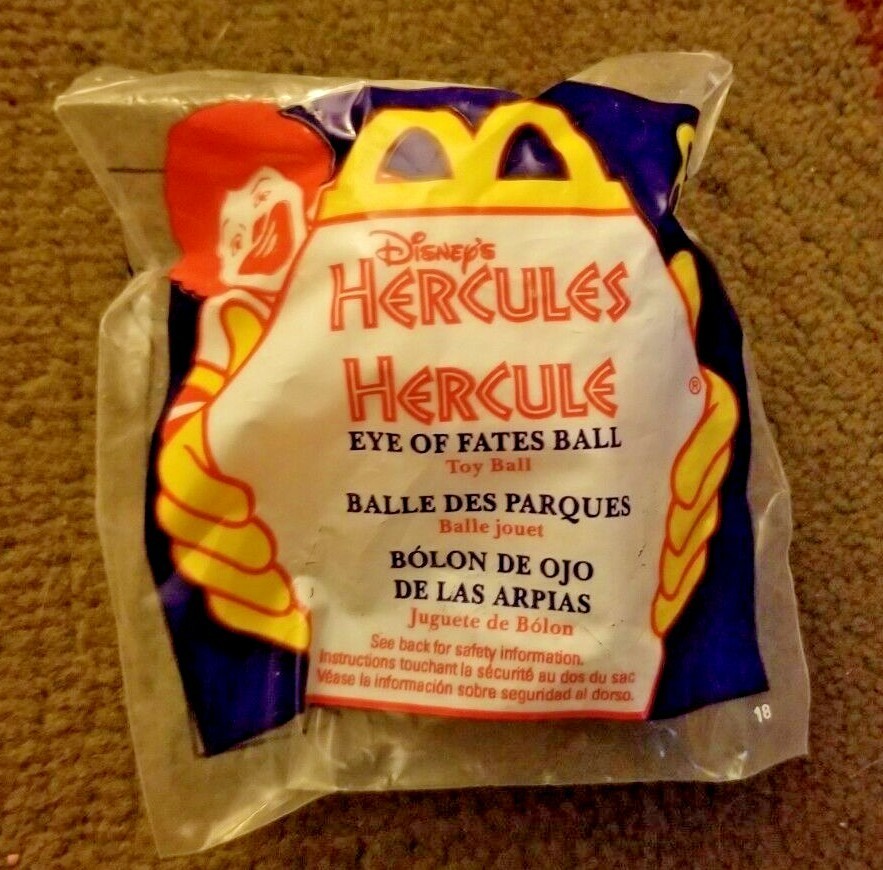 Disney's
HERCULES
HERCULE
®
EYE OF FATES BALL
Toy Ball
BALLE DES PARQUES
Balle jouet
BÓLON DE OJO
DE LAS ARPIAS
Juguete de Bólon
See back for safety information.
Instructions touchant la sécurité au dos du sac
Véase la información sobre seguridad al dorso.
18